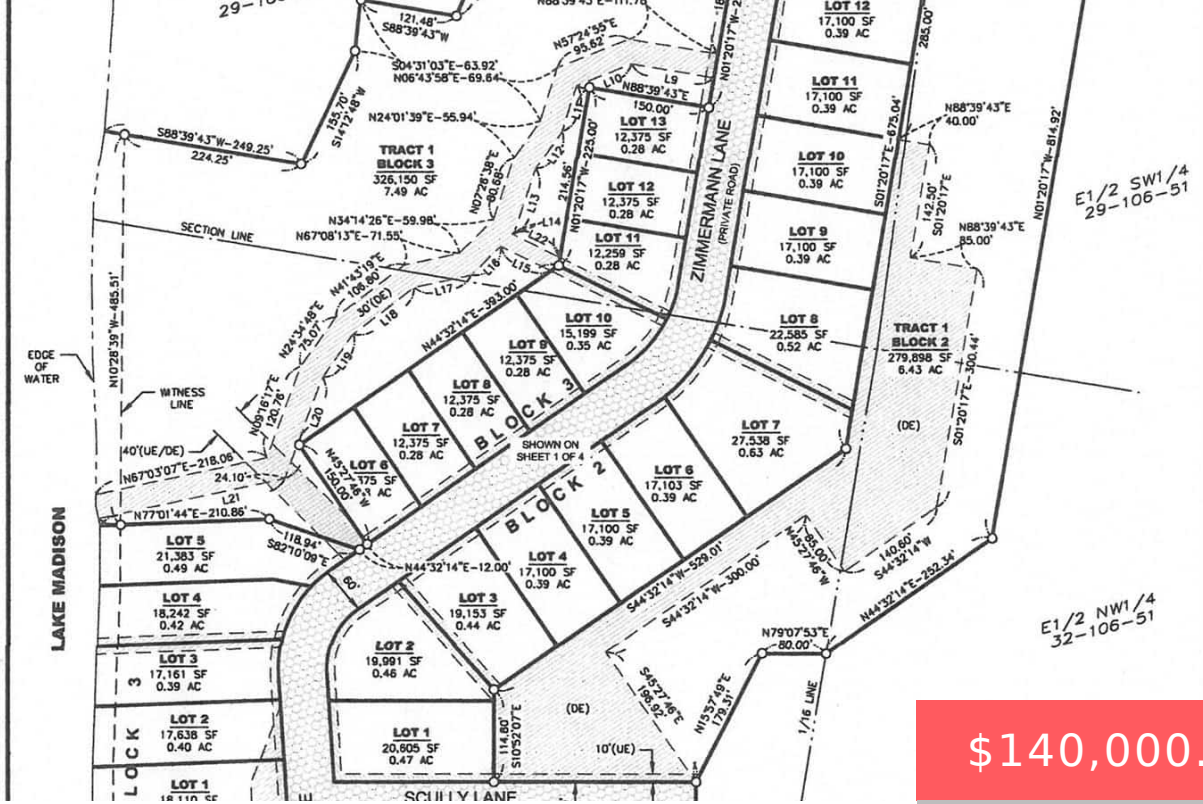 121.48'
S88°39'43"W
N57°24'55"E
95.62'
S04°31'03"E-63.92'
N06°43'58"E-69.64'
155.70'
S14°12'48"W
S88°39'43"W-249.25'
224.25'
N24°01'39"E-55.94'
TRACT 1
BLOCK 3
326,150 SF
7.49 AC
N07°26'38"E
80.68'
N34°14'26"E-59.98'
N67°08'13"E-71.55'
SECTION LINE
L10
L9
N88°39'43"E
150.00'
L12
L13
L14
L22
L15
L16
L17
L18
L19
L20
L21
LOT 13
12,375 SF
0.28 AC
214.56'
N01°20'17"W-225.00'
LOT 12
12,375 SF
0.28 AC
LOT 11
12,259 SF
0.28 AC
ZIMMERMANN LANE
(PRIVATE ROAD)
LOT 12
17,100 SF
0.39 AC
LOT 11
17,100 SF
0.39 AC
LOT 10
17,100 SF
0.39 AC
LOT 9
17,100 SF
0.39 AC
LOT 8
22,585 SF
0.52 AC
285.00'
S01°20'17"E-675.04'
N88°39'43"E
40.00'
142.50'
S01°20'17"E
N88°39'43"E
85.00'
N01°20'17"W-814.92'
E1/2 SW1/4
29-106-51
TRACT 1
BLOCK 2
279,898 SF
6.43 AC
(DE)
S01°20'17"E-300.44'
N41°43'19"E
106.60'
30'(DE)
N24°34'48"E
75.07'
N09°16'17"E
120.76'
N44°32'14"E-393.00'
N10°28'39"W-485.51'
EDGE
OF
WATER
WITNESS
LINE
40'(UE/DE)
N67°03'07"E-218.06'
24.10'
N77°01'44"E-210.86'
118.94'
S82°10'09"E
N45°27'46"W
150.00'
LOT 10
15,199 SF
0.35 AC
LOT 9
12,375 SF
0.28 AC
LOT 8
12,375 SF
0.28 AC
LOT 7
12,375 SF
0.28 AC
LOT 6
BLOCK 3
SHOWN ON
SHEET 1 OF 4
BLOCK 2
LOT 7
27,538 SF
0.63 AC
LOT 6
17,103 SF
0.39 AC
LOT 5
17,100 SF
0.39 AC
LOT 4
17,100 SF
0.39 AC
LOT 3
19,153 SF
0.44 AC
LOT 2
19,991 SF
0.46 AC
LOT 1
20,605 SF
0.47 AC
N44°32'14"E-12.00'
60'
S44°32'14"W-529.01'
S44°32'14"W-300.00'
85.00'
N45°27'46"W
140.60'
S44°32'14"W
N44°32'14"E-252.34'
LAKE MADISON
LOT 5
21,383 SF
0.49 AC
LOT 4
18,242 SF
0.42 AC
LOT 3
17,161 SF
0.39 AC
LOT 2
17,638 SF
0.40 AC
LOT 1
18,110 SF
LOCK 3
114.80'
S10°52'07"E
(DE)
S45°27'46"E
196.92'
N15°37'49"E
179.31'
N79°07'53"E
80.00'
1/16 LINE
10'(UE)
SCULLY LANE
E1/2 NW1/4
32-106-51
$140,000.